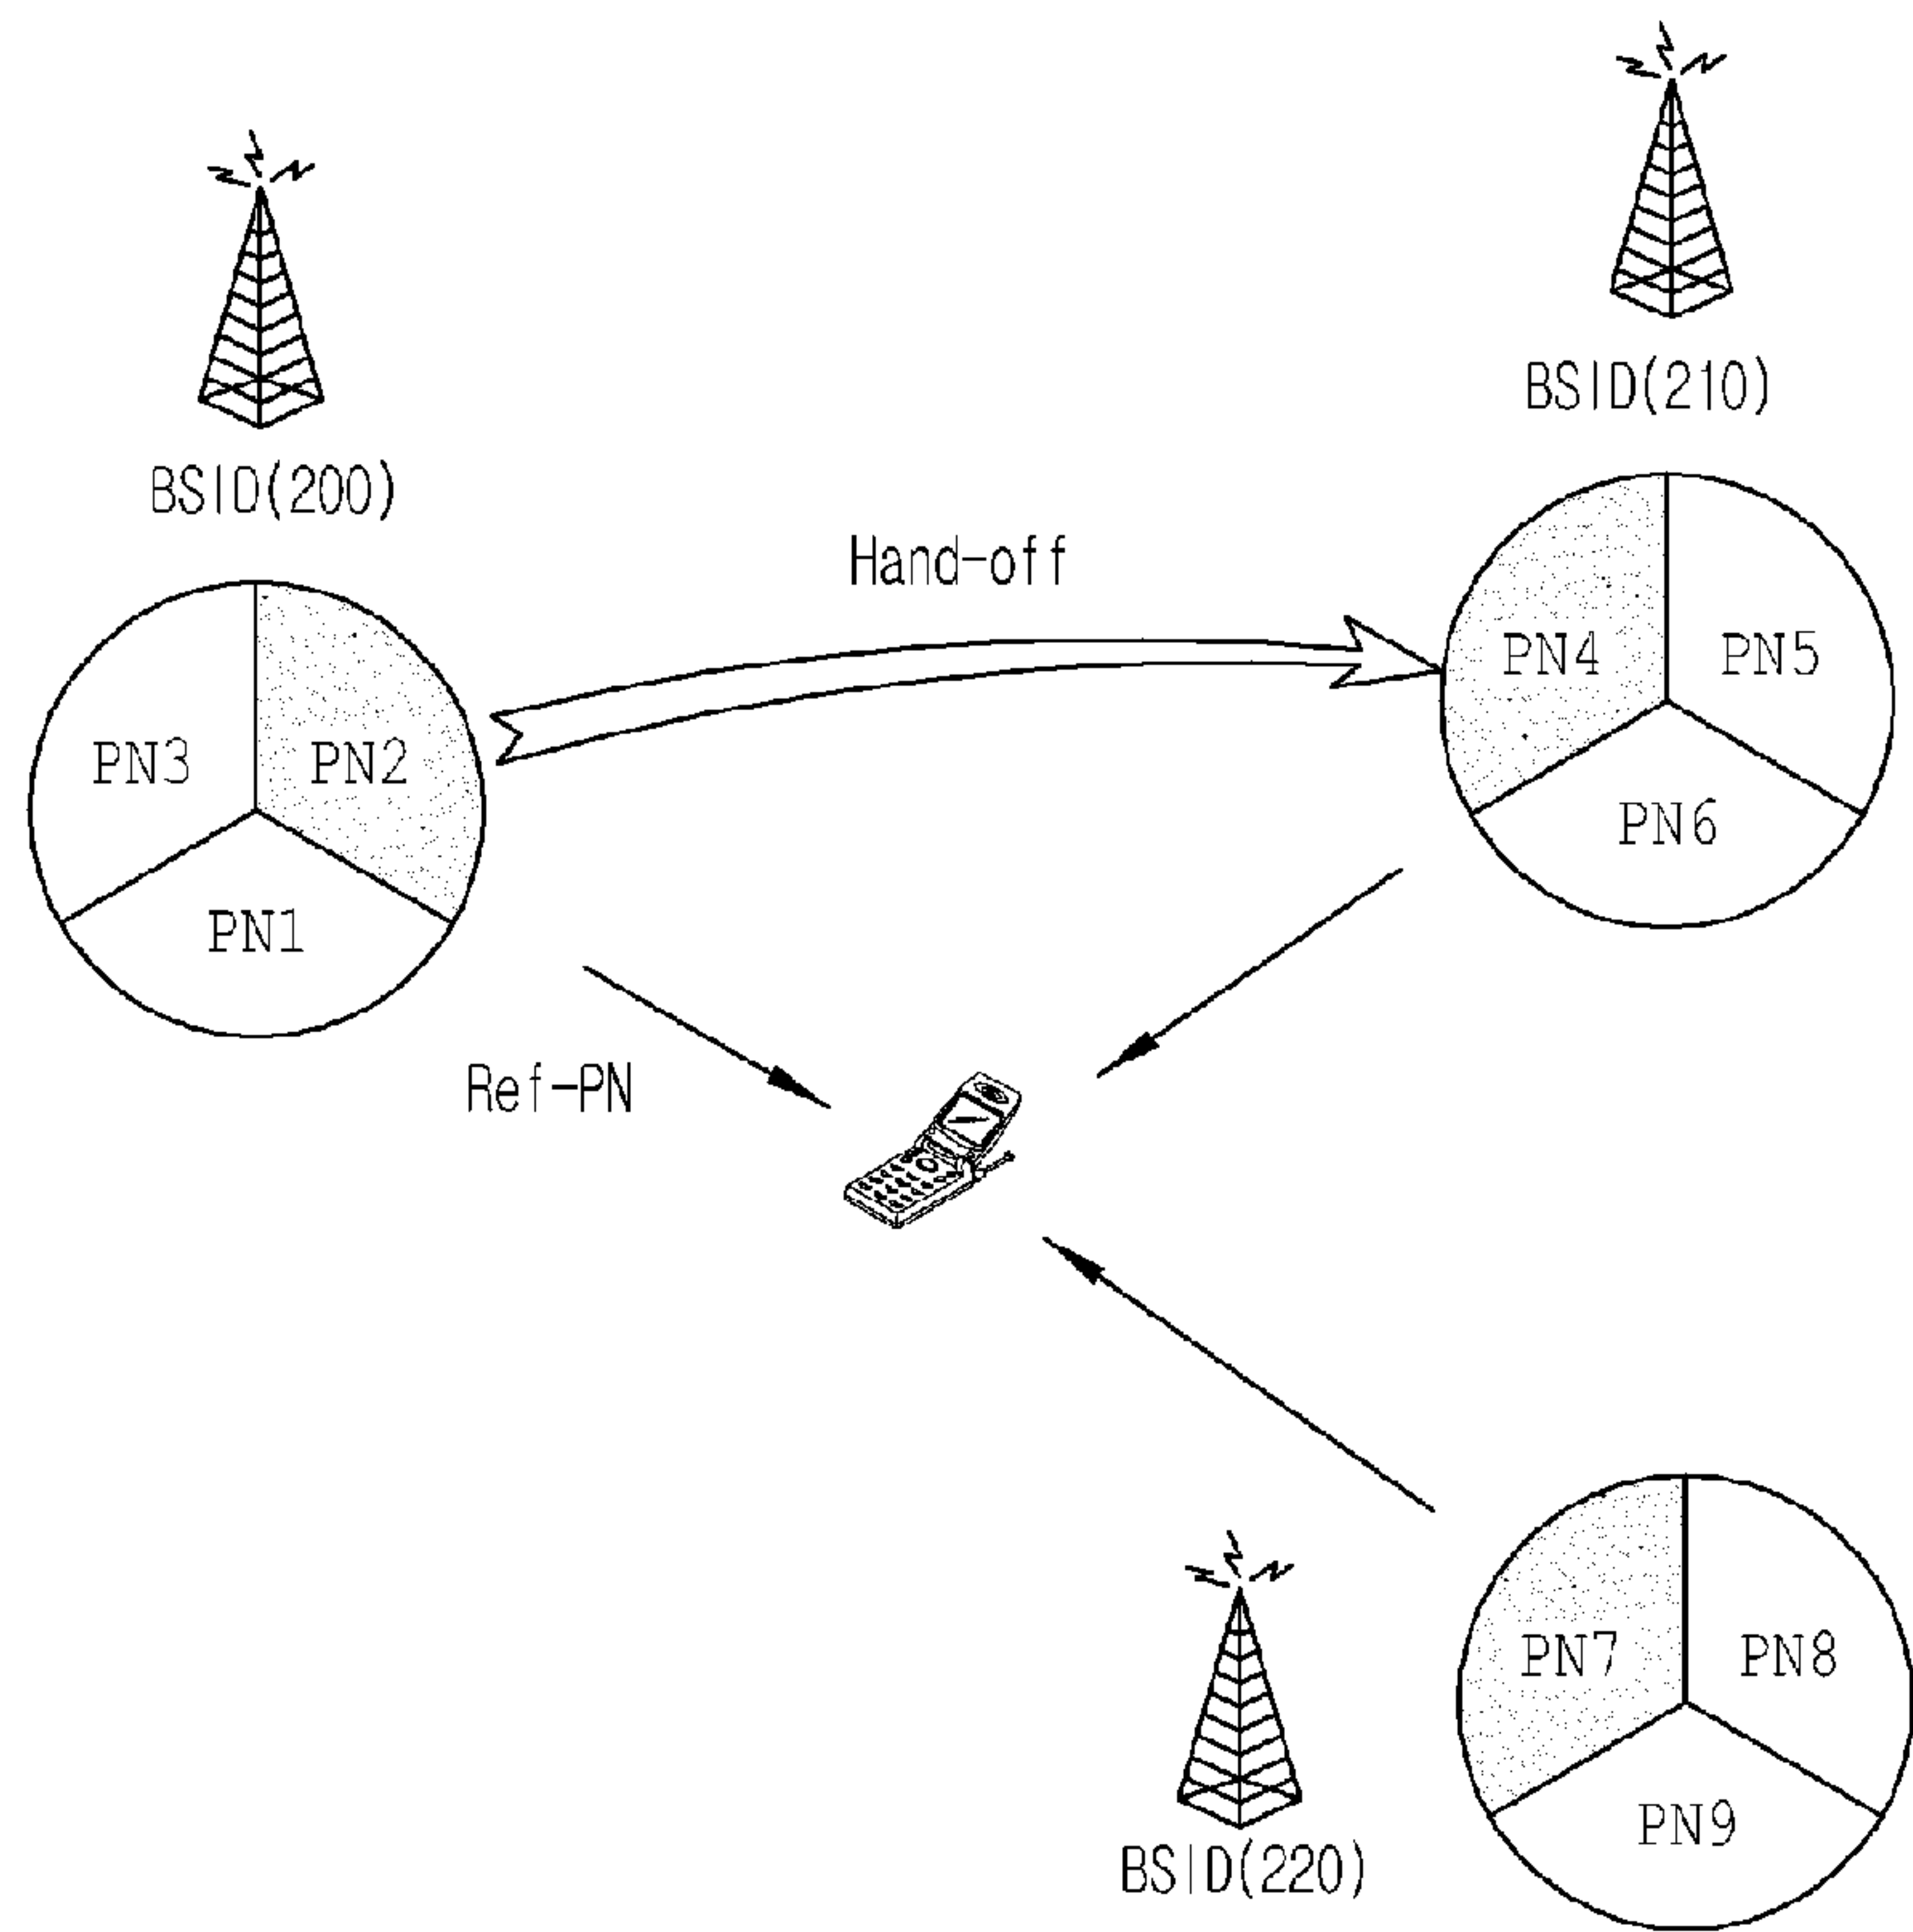 BSID(210)
BSID(200)
Hand-off
PN4
PN5
PN3
PN2
PN6
PN1
Ref-PN
PN7
PN8
PN9
BSID(220)